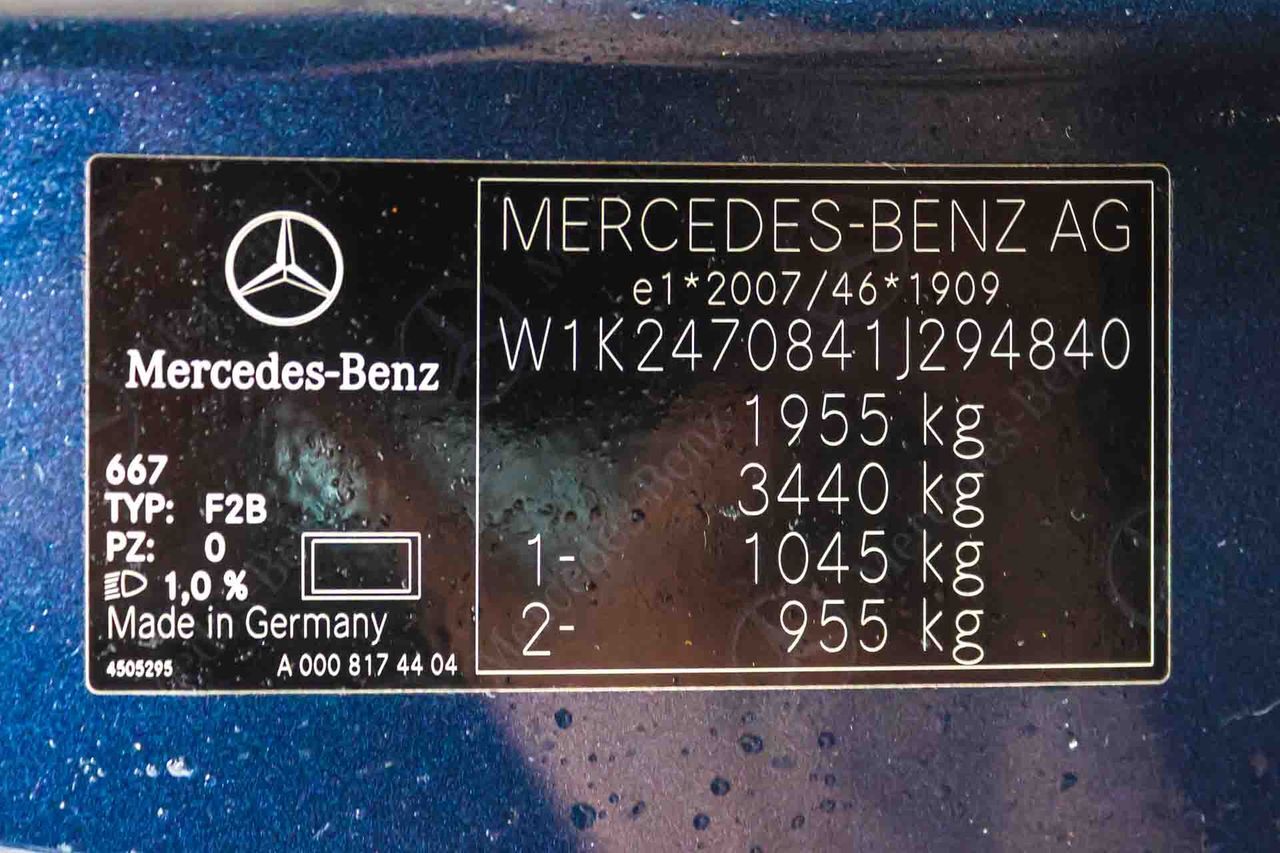 Mercedes-Benz
667
TYP: F2B
PZ: 0
1,0 %
Made in Germany
4505295 A 000 817 44 04
MERCEDES-BENZ AG
e1*2007/46*1909
W1K2470841J294840
1955 kg
3440 kg
1- 1045 kg
2- 955 kg